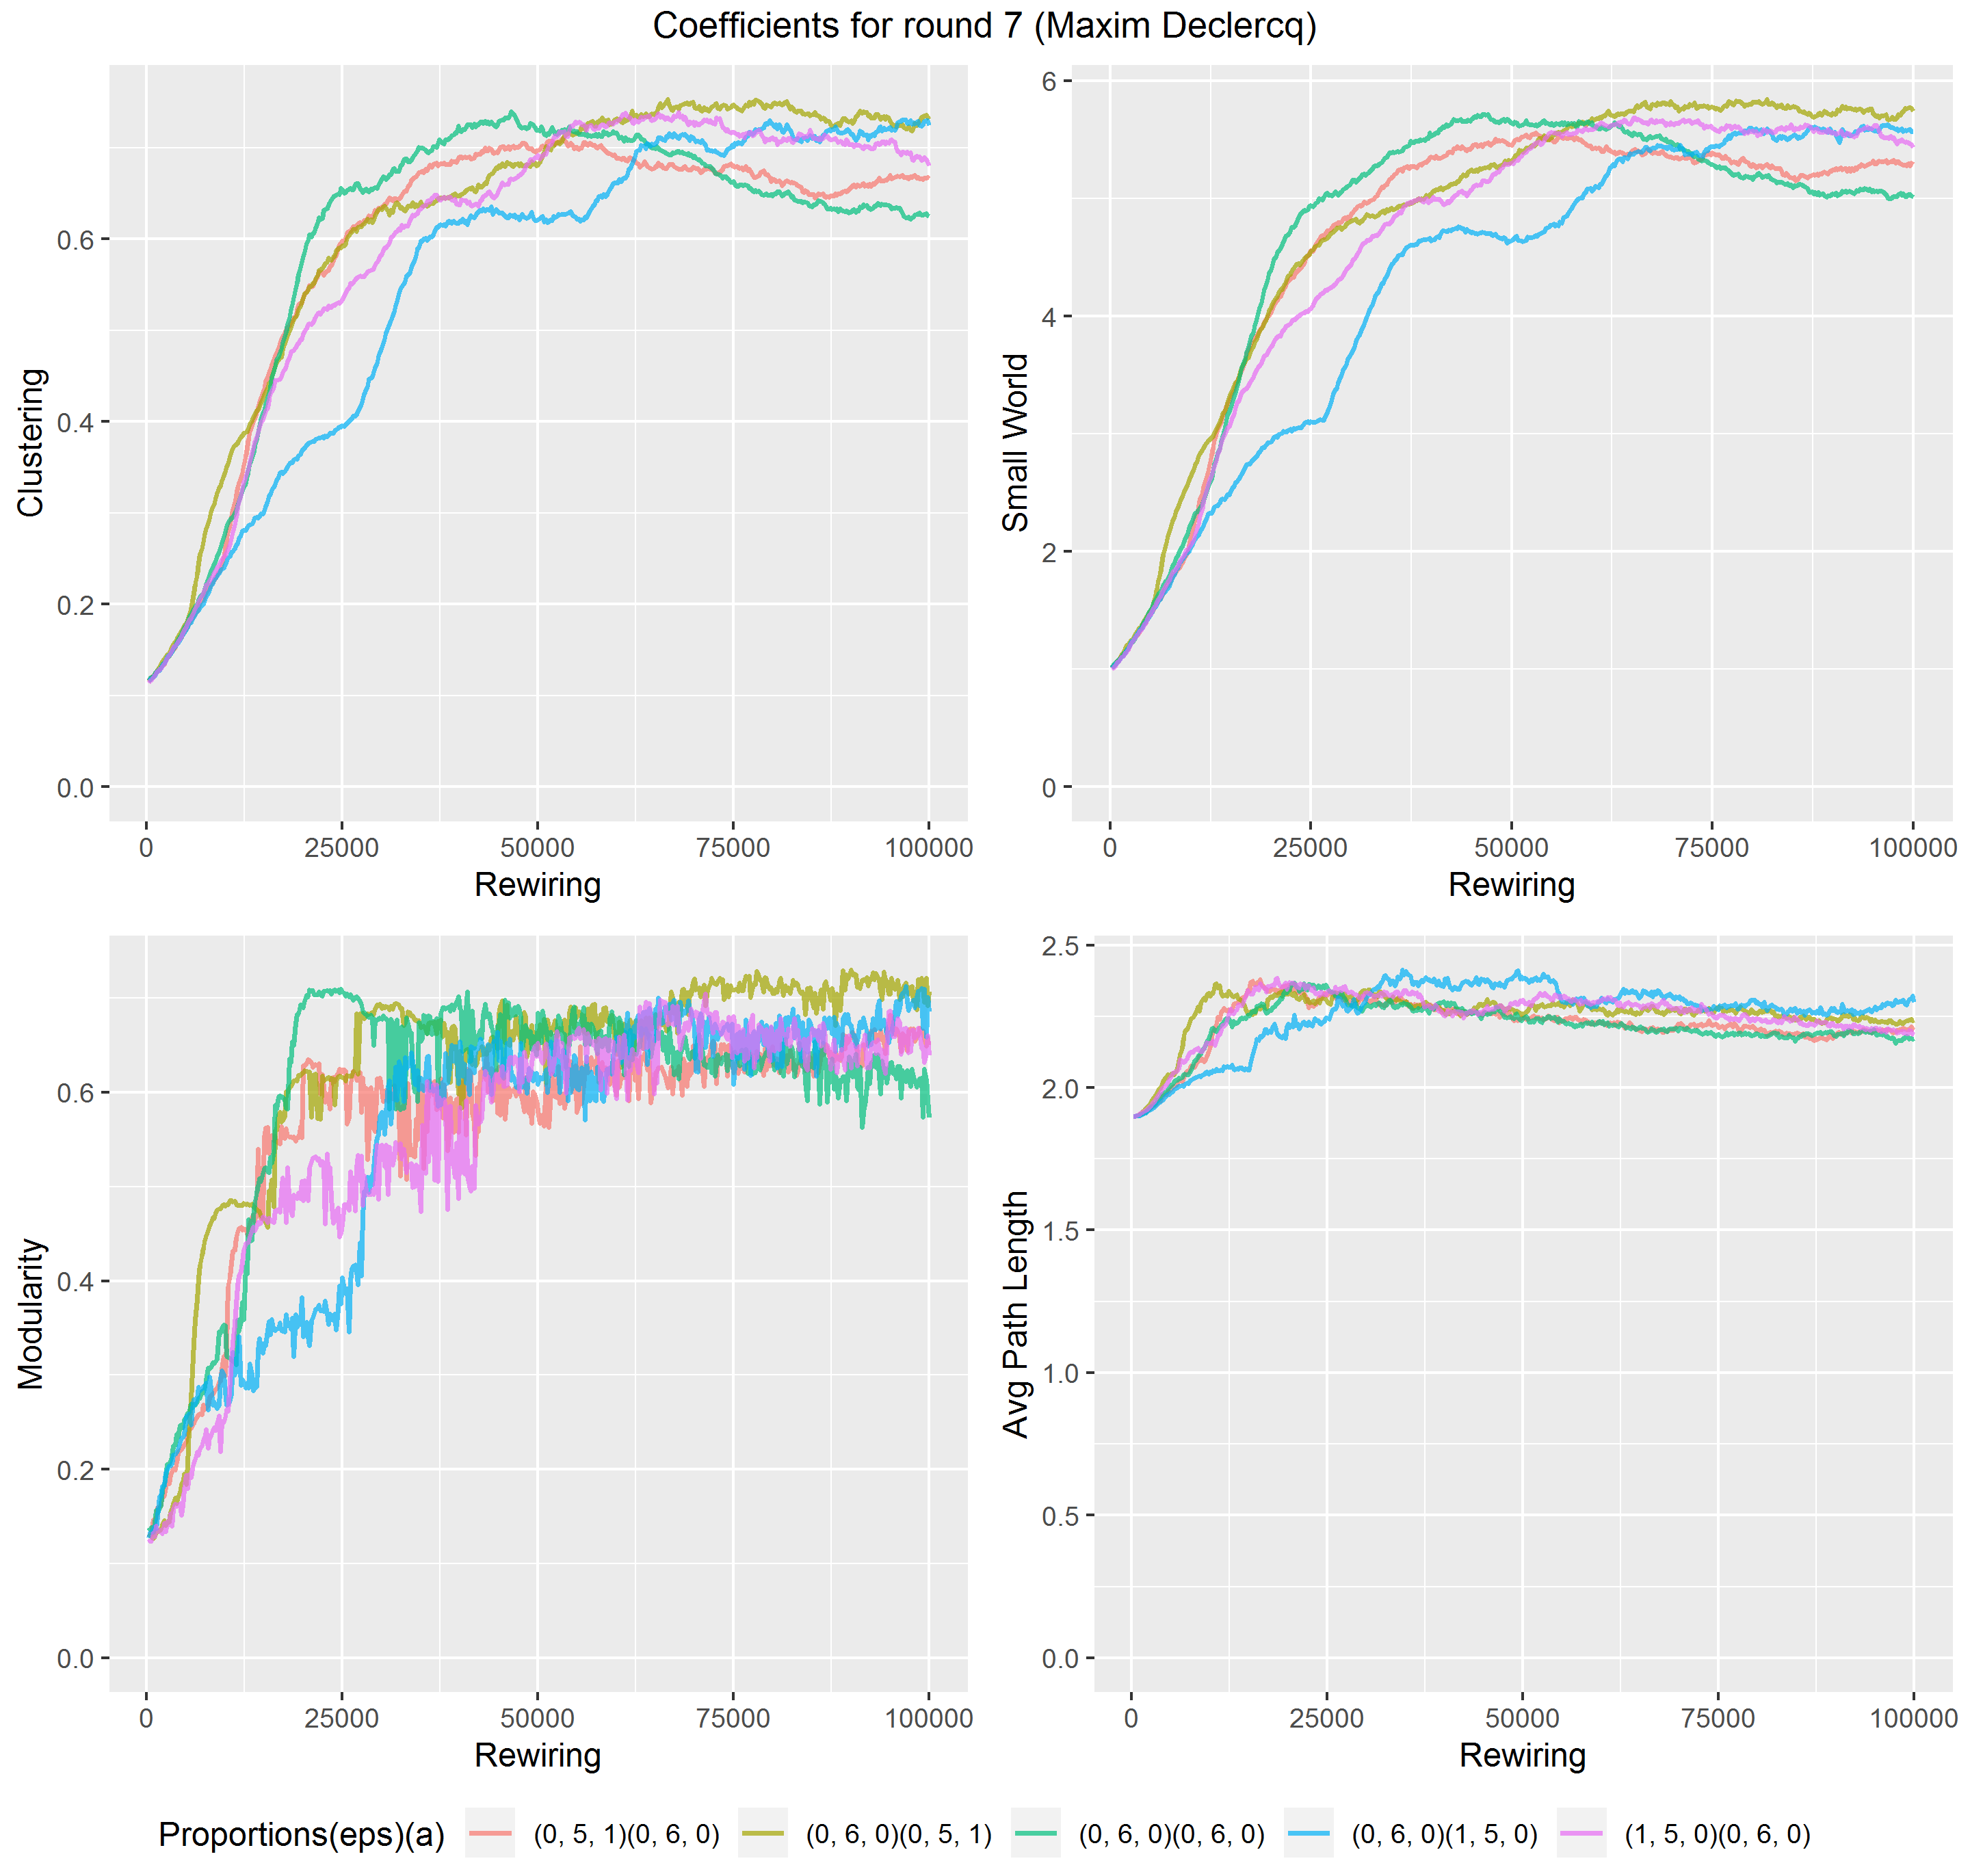 Coefficients for round 7 (Maxim Declercq)
Clustering
0.6
0.4
0.2
0.0
0 25000 50000 75000 100000
Rewiring
Small World
6
4
2
0
0 25000 50000 75000 100000
Rewiring
Modularity
0.6
0.4
0.2
0.0
0 25000 50000 75000 100000
Rewiring
Avg Path Length
2.5
2.0
1.5
1.0
0.5
0.0
0 25000 50000 75000 100000
Rewiring
Proportions(eps)(a) (0, 5, 1)(0, 6, 0) (0, 6, 0)(0, 5, 1) (0, 6, 0)(0, 6, 0) (0, 6, 0)(1, 5, 0) (1, 5, 0)(0, 6, 0)